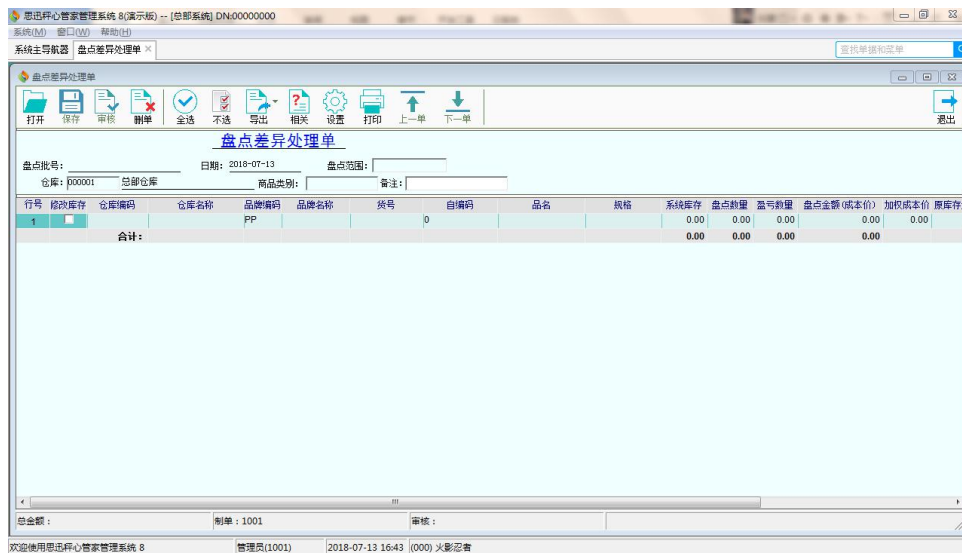 思迅秤心管家管理系统 8(演示版) -- [总部系统] DN:00000000
系统(M) 窗口(W) 帮助(H)
系统主导航器 盘点差异处理单 × 查找单据和菜单
盘点差异处理单
打开 保存 审核 删单 全选 不选 导出 相关 设置 打印 上一单 下一单 退出
盘点差异处理单
盘点批号: 日期: 2018-07-13 盘点范围:
仓库: 000001 总部仓库 商品类别: 备注:
行号 修改库存 仓库编码 仓库名称 品牌编码 品牌名称 货号 自编码 品名 规格 系统库存 盘点数量 盈亏数量 盘点金额(成本价) 加权成本价 原库存
1 PP 0 0.00 0.00 0.00 0.00 0.00
合计: 0.00 0.00 0.00 0.00
总金额: 制单:1001 审核:
欢迎使用思迅秤心管家管理系统 8 管理员(1001) 2018-07-13 16:43 (000) 火影忍者